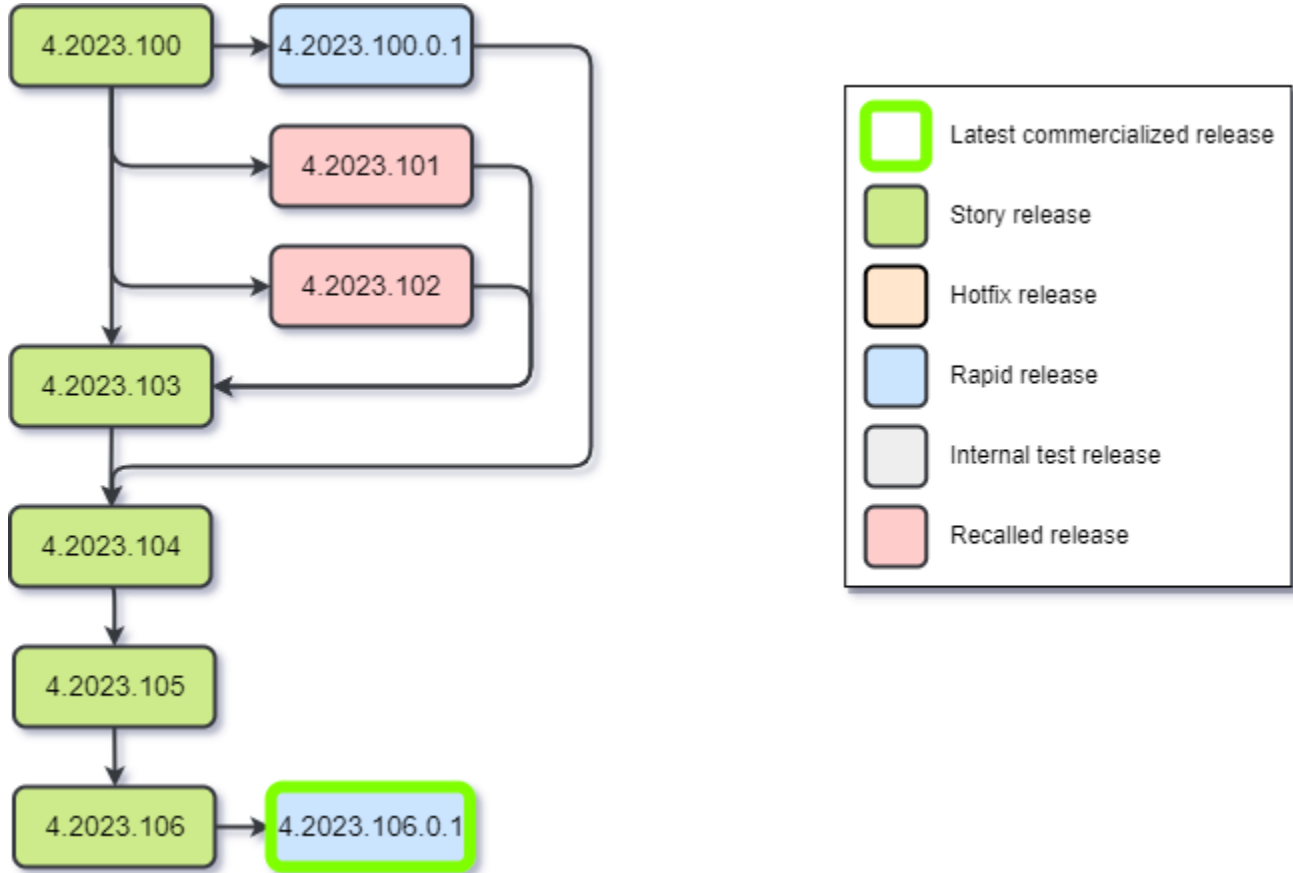 4.2023.100
4.2023.100.0.1
4.2023.101
4.2023.102
4.2023.103
4.2023.104
4.2023.105
4.2023.106
4.2023.106.0.1
Latest commercialized release
Story release
Hotfix release
Rapid release
Internal test release
Recalled release